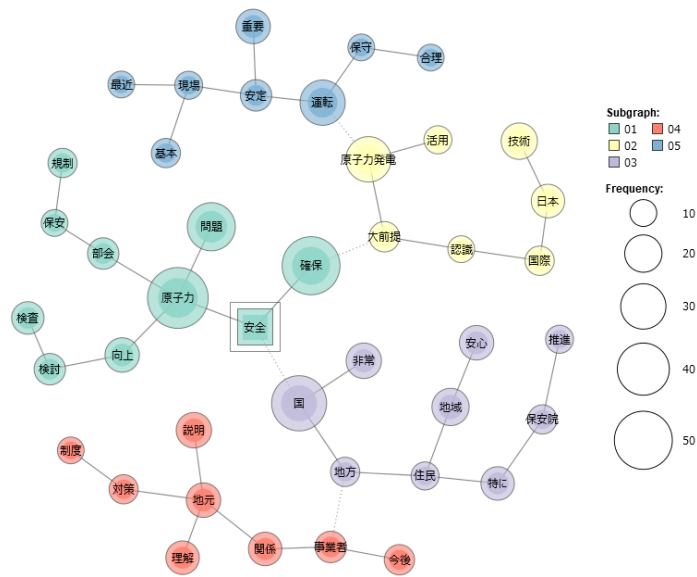 重要
保守
合理
最近
現場
安定
運転
基本
原子力発電
活用
技術
規制
日本
保安
問題
大前提
認識
国際
部会
確保
原子力
検査
安全
検討
向上
非常
安心
推進
国
地域
保安院
説明
制度
地方
住民
特に
対策
地元
理解
関係
事業者
今後
Subgraph:
01 04
02 05
03
Frequency:
10
20
30
40
50